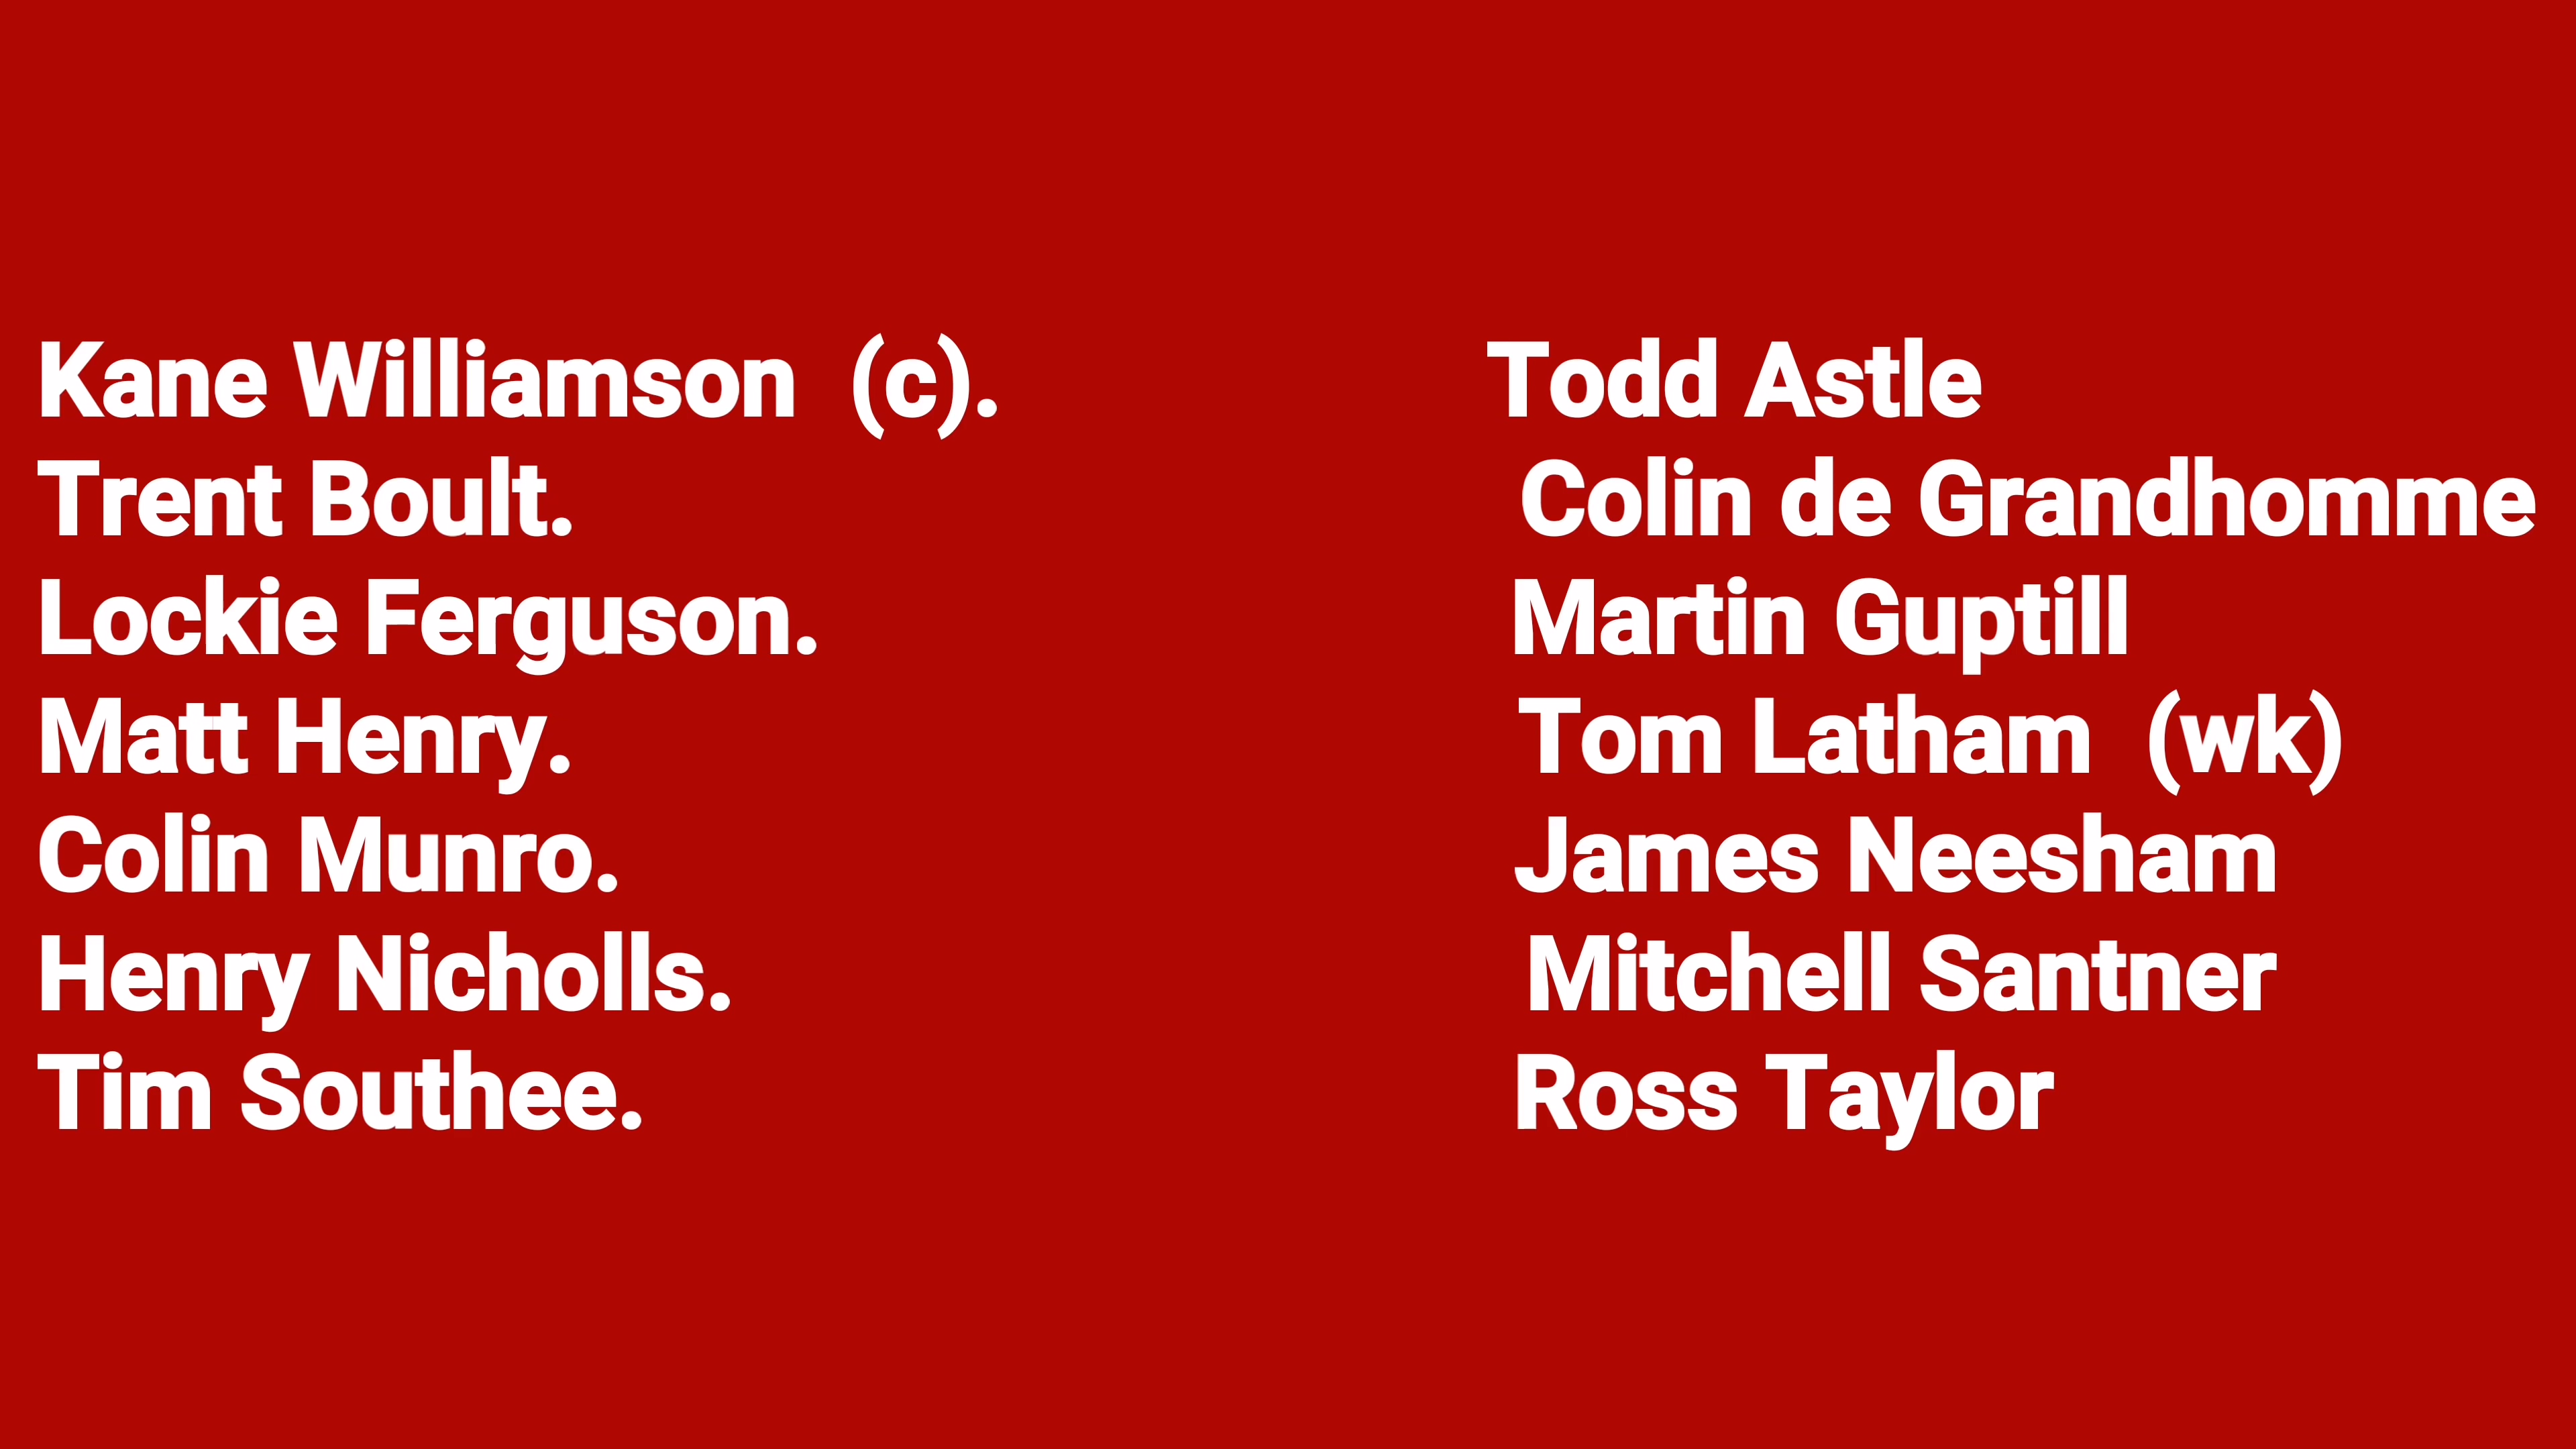 Kane Williamson (c). Todd Astle
Trent Boult. Colin de Grandhomme
Lockie Ferguson. Martin Guptill
Matt Henry. Tom Latham (wk)
Colin Munro. James Neesham
Henry Nicholls. Mitchell Santner
Tim Southee. Ross Taylor